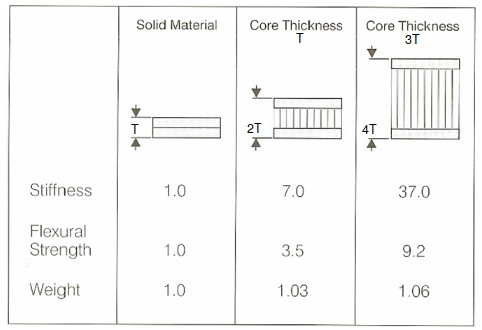 Solid Material
Core Thickness
T
Core Thickness
3T
T
2T
4T
Stiffness 1.0 7.0 37.0
Flexural
Strength 1.0 3.5 9.2
Weight 1.0 1.03 1.06